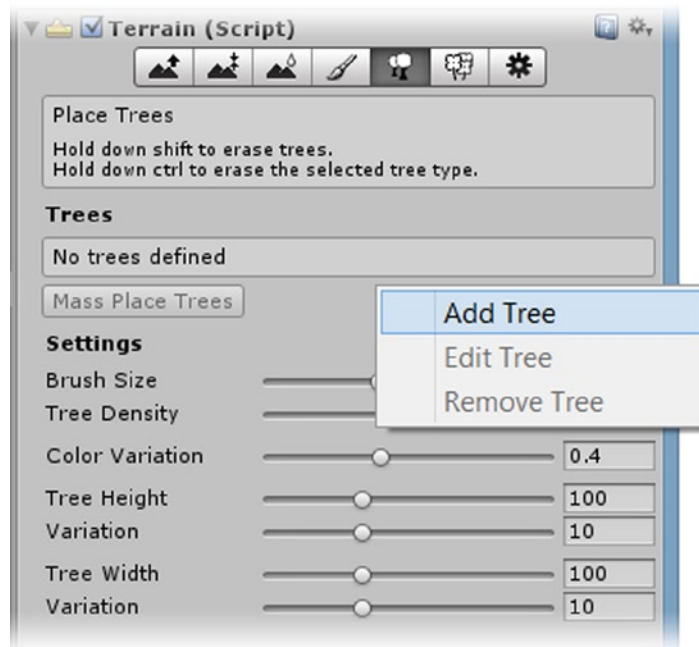 Terrain (Script)
Place Trees
Hold down shift to erase trees.
Hold down ctrl to erase the selected tree type.
Trees
No trees defined
Mass Place Trees
Add Tree
Edit Tree
Remove Tree
Settings
Brush Size
Tree Density
Color Variation 0.4
Tree Height 100
Variation 10
Tree Width 100
Variation 10